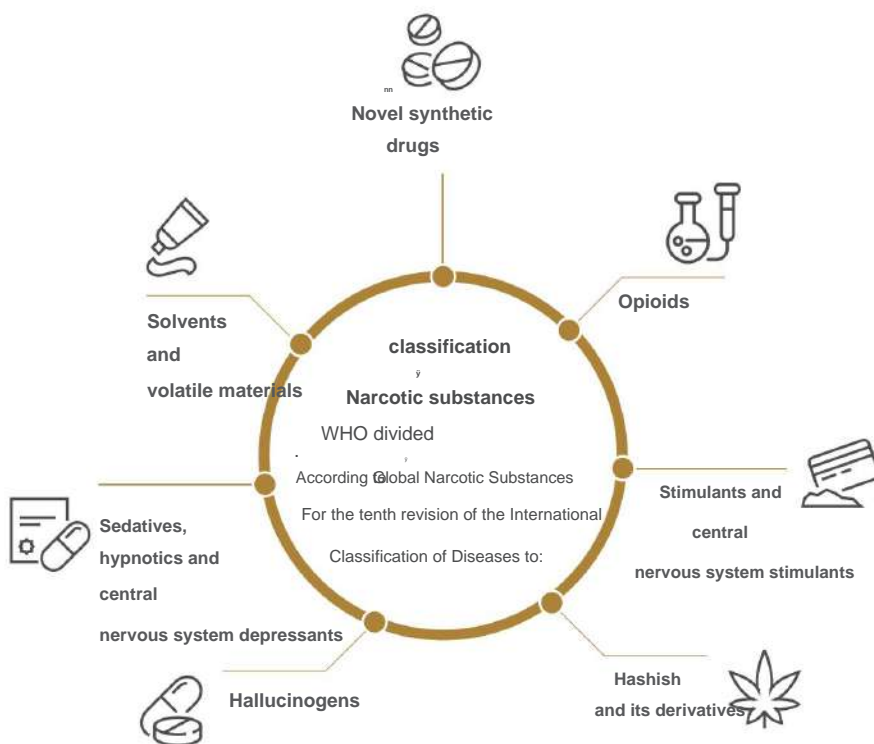 Novel synthetic
drugs
Opioids
Solvents
and
volatile materials
classification
Narcotic substances
WHO divided
According Global Narcotic Substances
For the tenth revision of the International
Classification of Diseases to:
Stimulants and
central
nervous system stimulants
Sedatives,
hypnotics and
central
nervous system depressants
Hallucinogens
Hashish
and its derivatives